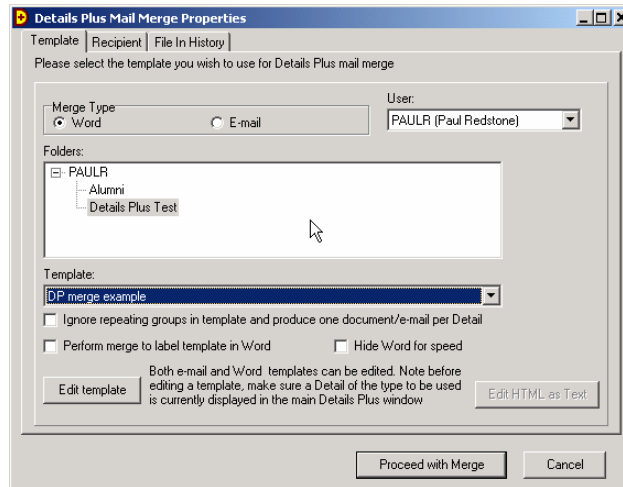 Details Plus Mail Merge Properties
Template Recipient File In History
Please select the template you wish to use for Details Plus mail merge
Merge Type
Word E-mail
User:
PAULR (Paul Redstone)
Folders:
PAULR
Alumni
Details Plus Test
Template:
DP merge example
Ignore repeating groups in template and produce one document/e-mail per Detail
Perform merge to label template in Word Hide Word for speed
Edit template
Both e-mail and Word templates can be edited. Note before
editing a template, make sure a Detail of the type to be used
is currently displayed in the main Details Plus window
Edit HTML as Text
Proceed with Merge Cancel